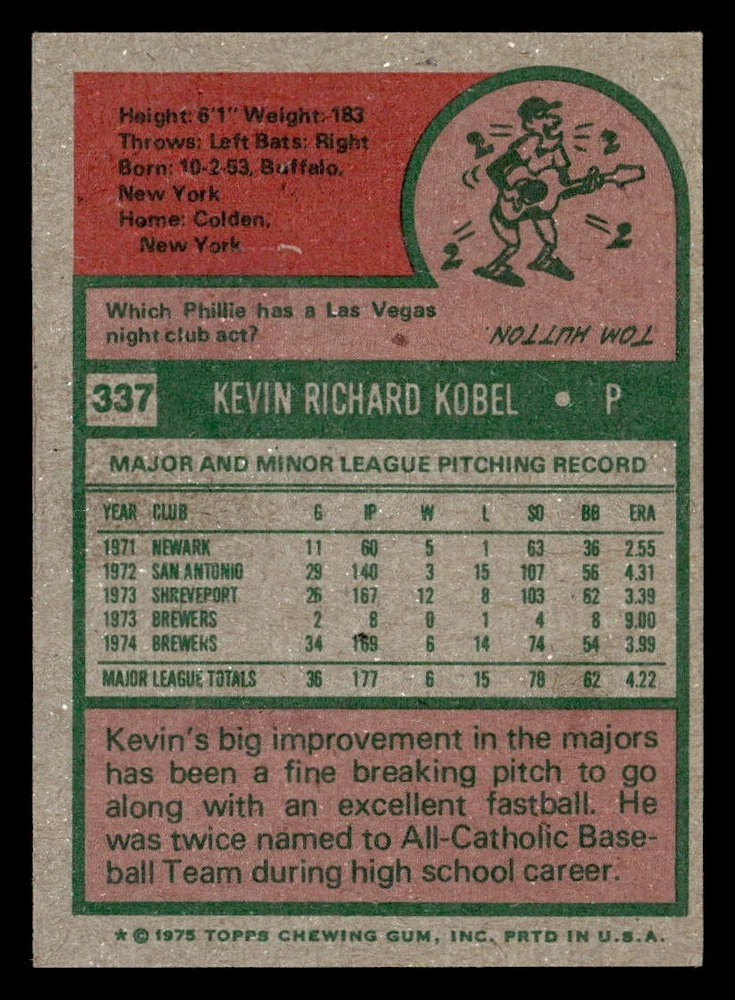 Height: 6'1" Weight: 183
Throws: Left Bats: Right
Born: 10-2-53, Buffalo,
New York
Home: Colden,
New York
2
2
2
2
Which Phillie has a Las Vegas
night club act?
TOM HUTTON
337 KEVIN RICHARD KOBEL • P
MAJOR AND MINOR LEAGUE PITCHING RECORD
YEAR CLUB G IP W L SO BB ERA
1971 NEWARK 11 60 5 1 63 36 2.55
1972 SAN ANTONIO 29 140 3 15 107 56 4.31
1973 SHREVEPORT 26 167 12 8 103 62 3.39
1973 BREWERS 2 8 0 1 4 8 9.00
1974 BREWERS 34 169 6 14 74 54 3.99
MAJOR LEAGUE TOTALS 36 177 6 15 78 62 4.22
Kevin's big improvement in the majors
has been a fine breaking pitch to go
along with an excellent fastball. He
was twice named to All-Catholic Base-
ball Team during high school career.
* © 1975 TOPPS CHEWING GUM, INC. PRTD IN U.S.A.